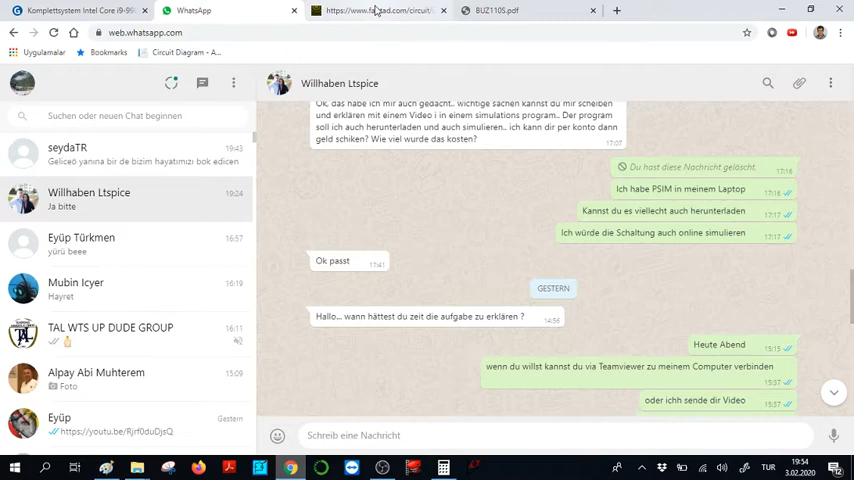 Komplettsystem Intel Core i9-99
WhatsApp
https://www.falstad.com/circuit/
BUZ110S.pdf
web.whatsapp.com
Uygulamalar
Circuit Diagram - A...
Suchen oder neuen Chat beginnen
seydaTR
19:43
Geliceö yanına bir de bizim hayatımızı bok edicen
Willhaben Ltspice
19:24
Ja bitte
Eyüp Türkmen
16:57
yürü beee
Mubin Icyer
16:19
Hayret
TAL WTS UP DUDE GROUP
16:11
Alpay Abi Muhterem
15:09
Foto
Eyüp
Gestern
https://youtu.be/Rjrf0duDjsQ
Willhaben Ltspice
Ok, das habe ich mir auch gedacht.. wichtige sachen kannst du mir scheiben
und erklären mit einem Video i in einem simulations program.. Der program
soll ich auch herunterladen und auch simulieren.. ich kann dir per konto dann
geld schiken? Wie viel wurde das kosten?
17:07
Du hast diese Nachricht gelöscht.
17:16
Ich habe PSIM in meinem Laptop
17:16
Kannst du es viellecht auch herunterladen
17:17
Ich würde die Schaltung auch online simulieren
17:17
Ok passt
17:41
GESTERN
Hallo... wann hättest du zeit die aufgabe zu erklären ?
14:56
Heute Abend
15:15
wenn du willst kannst du via Teamviewer zu meinem Computer verbinden
15:37
oder ichh sende dir Video
15:37
Schreib eine Nachricht
TUR
19:54
3.02.2020
12